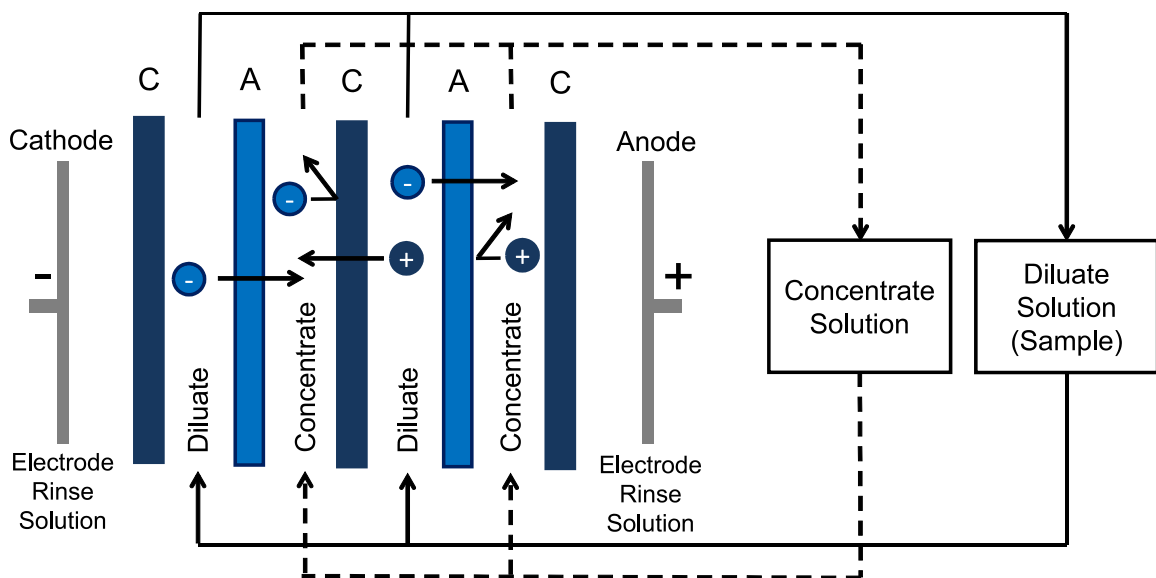 C
A
C
A
C
Cathode
Anode
-
+
-
-
+
+
-
Diluate
Concentrate
Diluate
Concentrate
Electrode
Rinse
Solution
Electrode
Rinse
Solution
Concentrate
Solution
Diluate
Solution
(Sample)